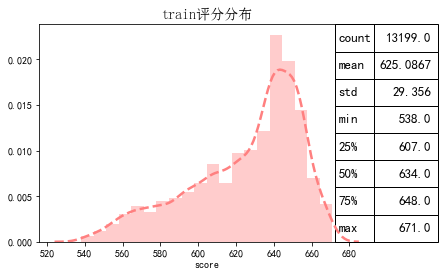 train评分分布
count 13199.0
mean 625.0867
std 29.356
min 538.0
25% 607.0
50% 634.0
75% 648.0
max 671.0
0.020
0.015
0.010
0.005
0.000
520 540 560 580 600 620 640 660 680
score